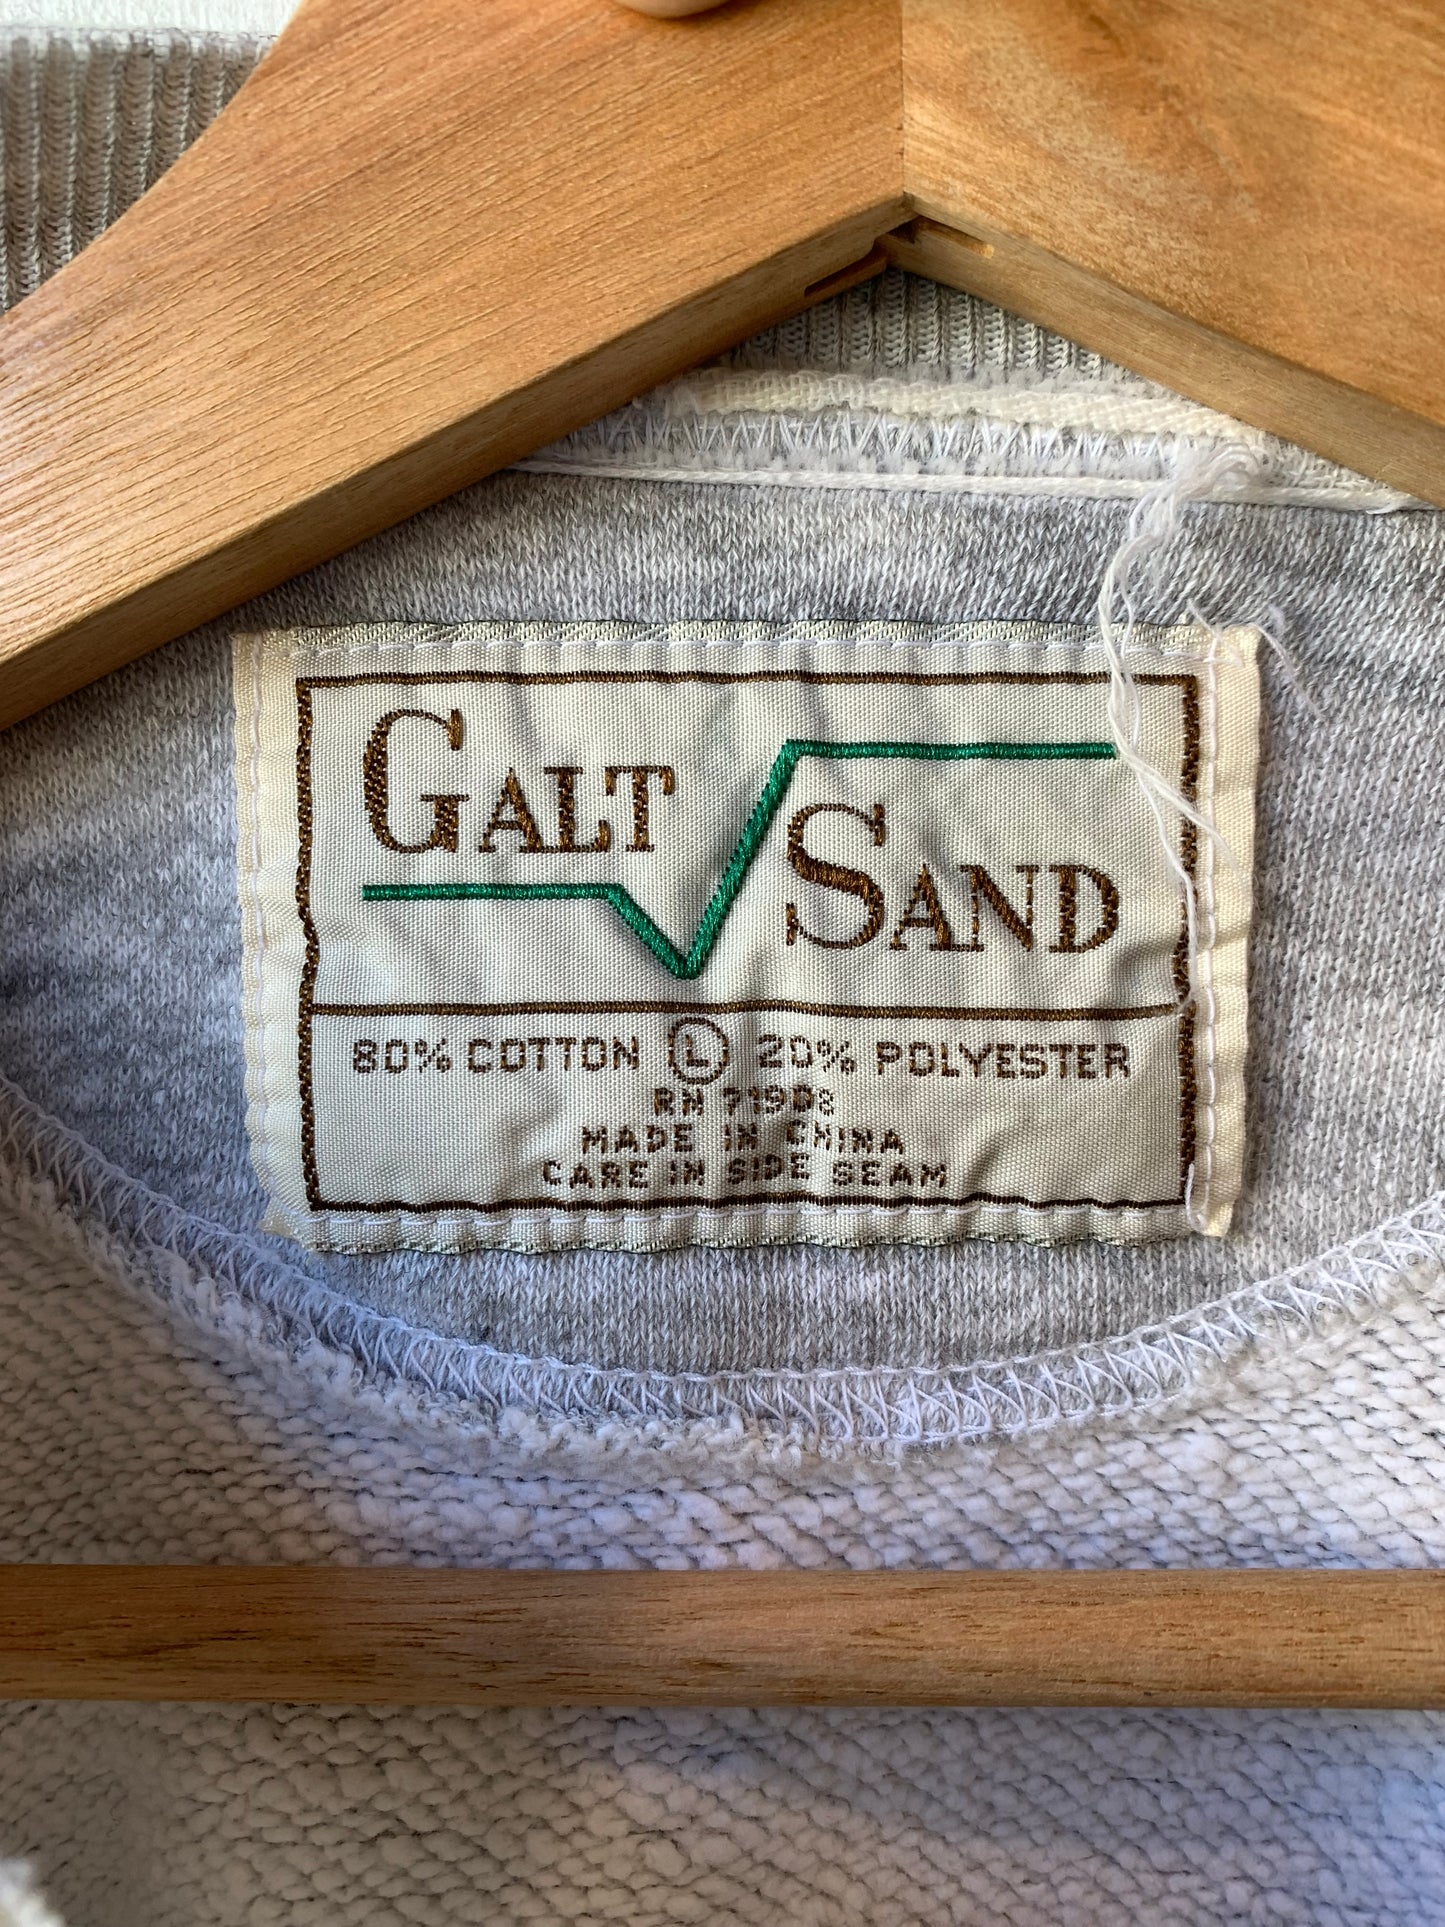 GALT SAND
80% COTTON L 20% POLYESTER
RN 71908
MADE IN CHINA
CARE IN SIDE SEAM